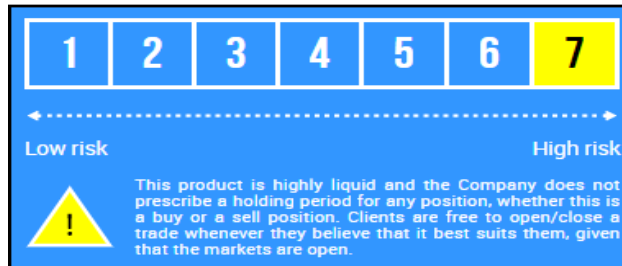 1 2 3 4 5 6 7
Low risk High risk
This product is highly liquid and the Company does not
prescribe a holding period for any position, whether this is
a buy or a sell position. Clients are free to open/close a
trade whenever they believe that it best suits them, given
that the markets are open.
!